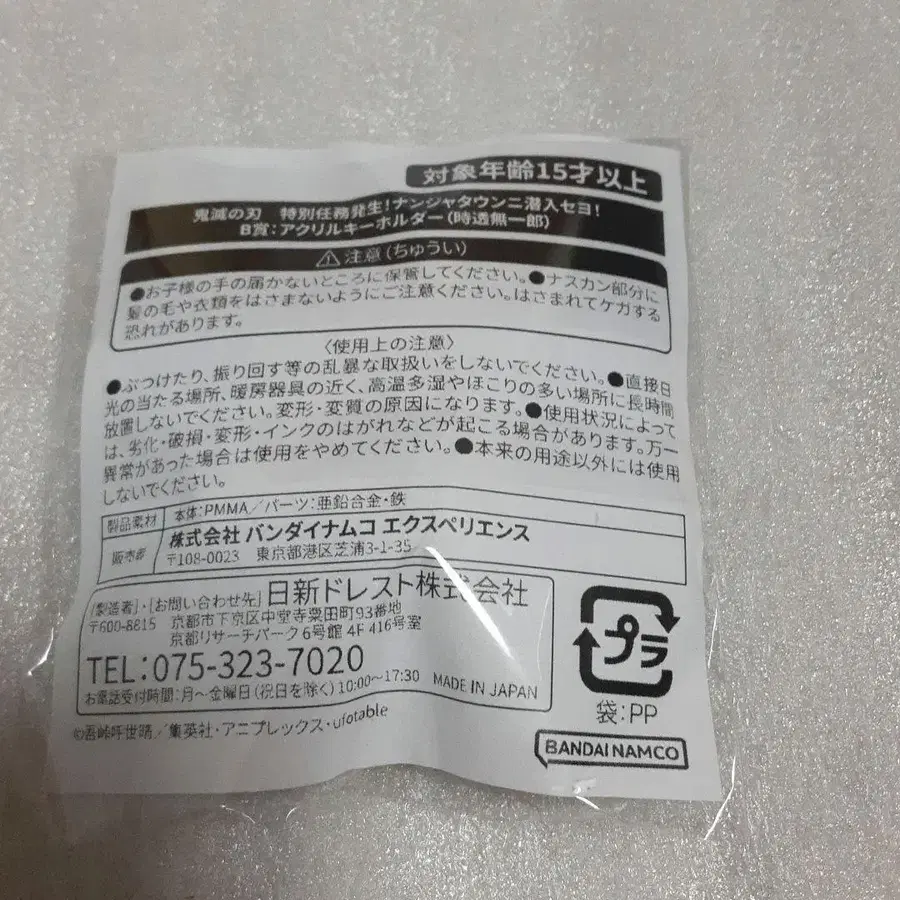 対象年齢15才以上
鬼滅の刃 特別任務発生!ナンジャタウンニ潜入セヨ!
B賞:アクリルキーホルダー(時透無一郎)
⚠注意(ちゅうい)
●お子様の手の届かないところに保管してください。●ナスカン部分に
髪の毛や衣類をはさまないようにご注意ください。はさまれてケガする
恐れがあります。
〈使用上の注意〉
●ぶつけたり、振り回す等の乱暴な取扱いをしないでください。●直接日
光の当たる場所、暖房器具の近く、高温多湿やほこりの多い場所に長時間
放置しないでください。変形・変質の原因になります。●使用状況によって
は、劣化・破損・変形・インクのはがれなどが起こる場合があります。万一
異常があった場合は使用をやめてください。●本来の用途以外には使用
しないでください。
製品素材 本体:PMMA/パーツ:亜鉛合金・鉄
販売者 株式会社 バンダイナムコ エクスペリエンス
〒108-0023 東京都港区芝浦3-1-35
[製造者]・[お問い合わせ先] 日新ドレスト株式会社
〒600-8815 京都市下京区中堂寺粟田町93番地
京都リサーチパーク6号館 4F 416号室
TEL:075-323-7020
お電話受付時間:月～金曜日(祝日を除く)10:00～17:30 MADE IN JAPAN
プラ
袋:PP
©吾峠呼世晴/集英社・アニプレックス・ufotable
BANDAI NAMCO